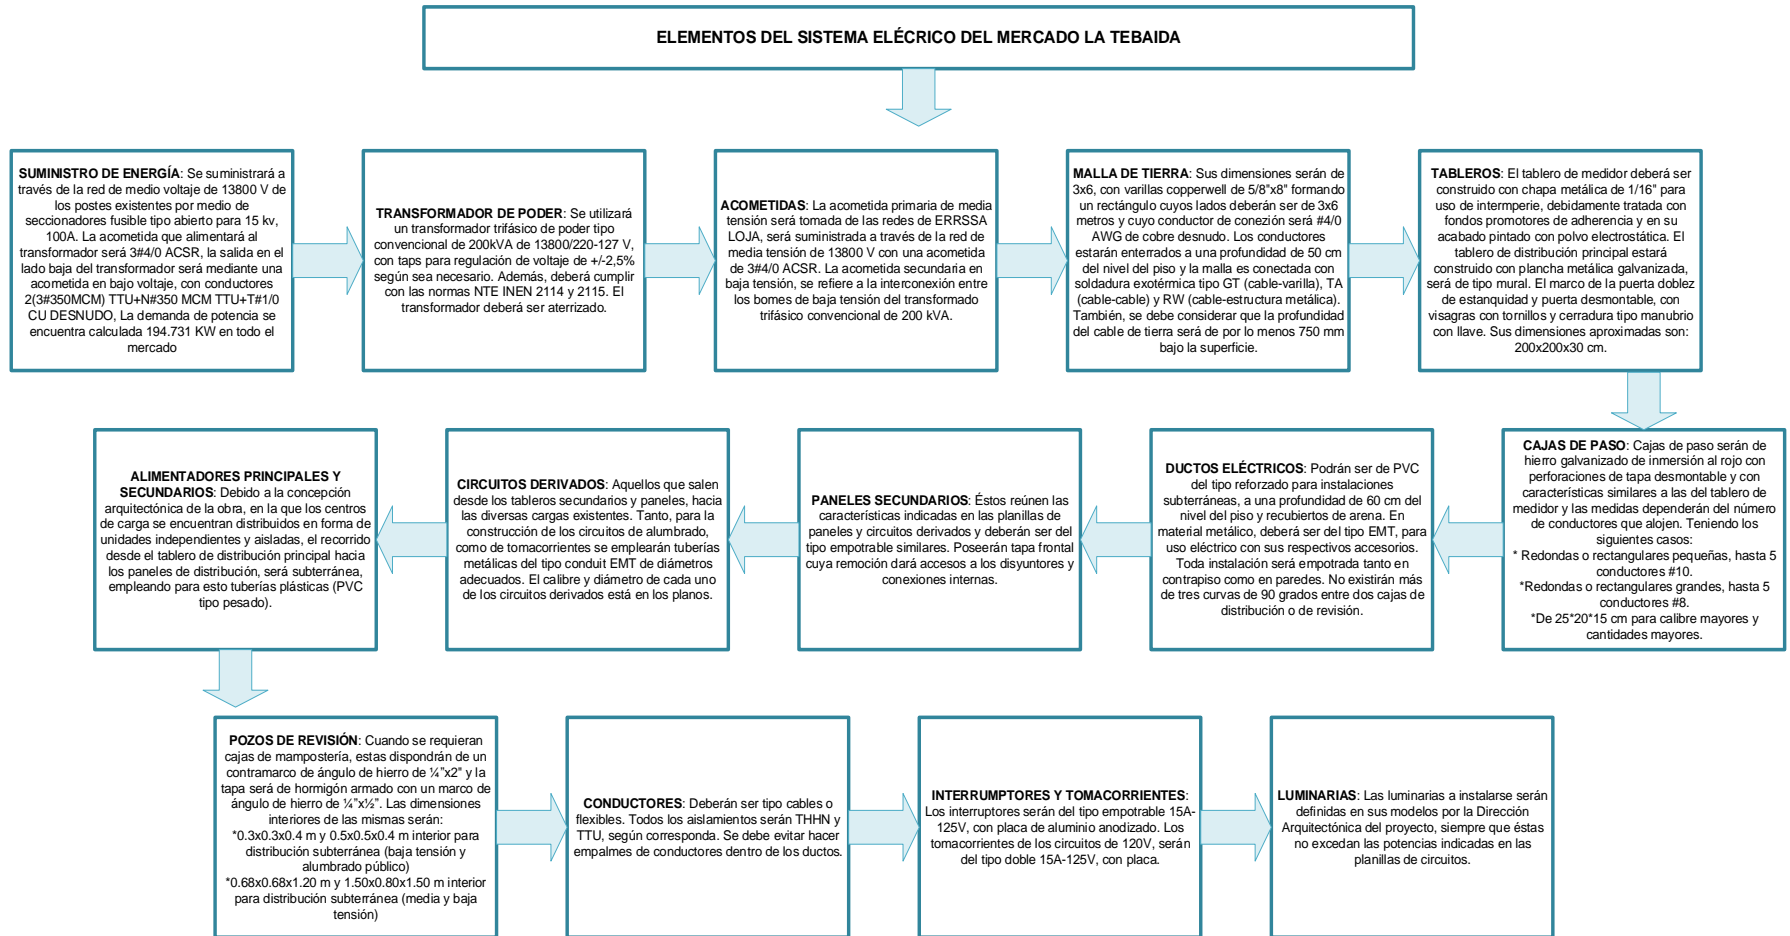 ELEMENTOS DEL SISTEMA ELÉCRICO DEL MERCADO LA TEBAIDA
SUMINISTRO DE ENERGÍA: Se suministrará a
través de la red de medio voltaje de 13800 V de
los postes existentes por medio de
seccionadores fusible tipo abierto para 15 kv,
100A. La acometida que alimentará al
transformador será 3#4/0 ACSR, la salida en el
lado baja del transformador será mediante una
acometida en bajo voltaje, con conductores
2(3#350MCM) TTU+N#350 MCM TTU+T#1/0
CU DESNUDO, La demanda de potencia se
encuentra calculada 194.731 KW en todo el
mercado
TRANSFORMADOR DE PODER: Se utilizará
un transformador trifásico de poder tipo
convencional de 200kVA de 13800/220-127 V,
con taps para regulación de voltaje de +/-2,5%
según sea necesario. Además, deberá cumplir
con las normas NTE INEN 2114 y 2115. El
transformador deberá ser aterrizado.
ACOMETIDAS: La acometida primaria de media
tensión será tomada de las redes de ERRSSA
LOJA, será suministrada a través de la red de
media tensión de 13800 V con una acometida
de 3#4/0 ACSR. La acometida secundaria en
baja tensión, se refiere a la interconexión entre
los bornes de baja tensión del transformado
trifásico convencional de 200 kVA.
MALLA DE TIERRA: Sus dimensiones serán de
3x6, con varillas copperwell de 5/8"x8" formando
un rectángulo cuyos lados deberán ser de 3x6
metros y cuyo conductor de conezión será #4/0
AWG de cobre desnudo. Los conductores
estarán enterrados a una profundidad de 50 cm
del nivel del piso y la malla es conectada con
soldadura exotérmica tipo GT (cable-varilla), TA
(cable-cable) y RW (cable-estructura metálica).
También, se debe considerar que la profundidad
del cable de tierra será de por lo menos 750 mm
bajo la superficie.
TABLEROS: El tablero de medidor deberá ser
construido con chapa metálica de 1/16" para
uso de intermperie, debidamente tratada con
fondos promotores de adherencia y en su
acabado pintado con polvo electrostática. El
tablero de distribución principal estará
construido con plancha metálica galvanizada,
será de tipo mural. El marco de la puerta doblez
de estanquidad y puerta desmontable, con
visagras con tornillos y cerradura tipo manubrio
con llave. Sus dimensiones aproximadas son:
200x200x30 cm.
CAJAS DE PASO: Cajas de paso serán de
hierro galvanizado de inmersión al rojo con
perforaciones de tapa desmontable y con
características similares a las del tablero de
medidor y las medidas dependerán del número
de conductores que alojen. Teniendo los
siguientes casos:
* Redondas o rectangulares pequeñas, hasta 5
conductores #10.
*Redondas o rectangulares grandes, hasta 5
conductores #8.
*De 25*20*15 cm para calibre mayores y
cantidades mayores.
DUCTOS ELÉCTRICOS: Podrán ser de PVC
del tipo reforzado para instalaciones
subterráneas, a una profundidad de 60 cm del
nivel del piso y recubiertos de arena. En
material metálico, deberá ser del tipo EMT, para
uso eléctrico con sus respectivos accesorios.
Toda instalación será empotrada tanto en
contrapiso como en paredes. No existirán más
de tres curvas de 90 grados entre dos cajas de
distribución o de revisión.
PANELES SECUNDARIOS: Éstos reúnen las
características indicadas en las planillas de
paneles y circuitos derivados y deberán ser del
tipo empotrable similares. Poseerán tapa frontal
cuya remoción dará accesos a los disyuntores y
conexiones internas.
CIRCUITOS DERIVADOS: Aquellos que salen
desde los tableros secundarios y paneles, hacia
las diversas cargas existentes. Tanto, para la
construcción de los circuitos de alumbrado,
como de tomacorrientes se emplearán tuberías
metálicas del tipo conduit EMT de diámetros
adecuados. El calibre y diámetro de cada uno
de los circuitos derivados está en los planos.
ALIMENTADORES PRINCIPALES Y
SECUNDARIOS: Debido a la concepción
arquitectónica de la obra, en la que los centros
de carga se encuentran distribuidos en forma de
unidades independientes y aisladas, el recorrido
desde el tablero de distribución principal hacia
los paneles de distribución, será subterránea,
empleando para esto tuberías plásticas (PVC
tipo pesado).
POZOS DE REVISIÓN: Cuando se requieran
cajas de mampostería, estas dispondrán de un
contramarco de ángulo de hierro de ¼"x2" y la
tapa será de hormigón armado con un marco de
ángulo de hierro de ¼"x½". Las dimensiones
interiores de las mismas serán:
*0.3x0.3x0.4 m y 0.5x0.5x0.4 m interior para
distribución subterránea (baja tensión y
alumbrado público)
*0.68x0.68x1.20 m y 1.50x0.80x1.50 m interior
para distribución subterránea (media y baja
tensión)
CONDUCTORES: Deberán ser tipo cables o
flexibles. Todos los aislamientos serán THHN y
TTU, según corresponda. Se debe evitar hacer
empalmes de conductores dentro de los ductos.
INTERRUMPTORES Y TOMACORRIENTES:
Los interruptores serán del tipo empotrable 15A-
125V, con placa de aluminio anodizado. Los
tomacorrientes de los circuitos de 120V, serán
del tipo doble 15A-125V, con placa.
LUMINARIAS: Las luminarias a instalarse serán
definidas en sus modelos por la Dirección
Arquitectónica del proyecto, siempre que éstas
no excedan las potencias indicadas en las
planillas de circuitos.